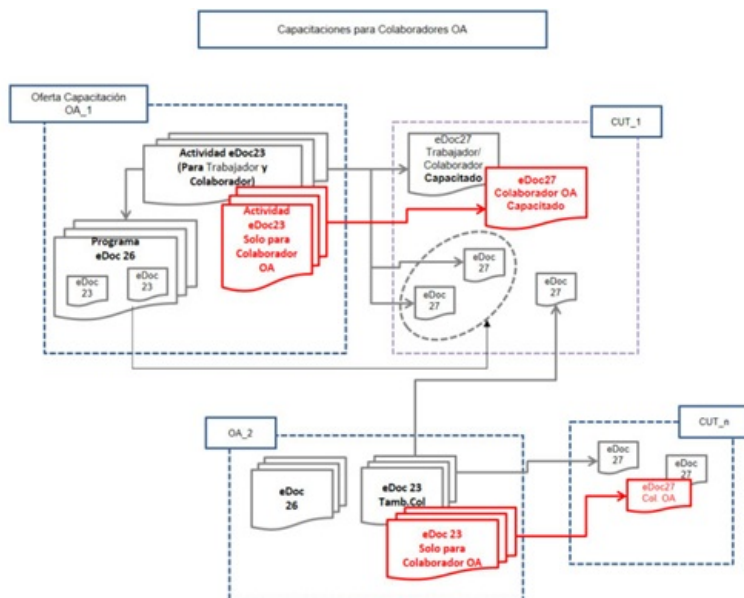 Capacitaciones para Colaboradores OA
Oferta Capacitación
OA_1
CUT_1
Actividad eDoc23
(Para Trabajador y
Colaborador)
eDoc27
Trabajador/
Colaborador
Capacitado
eDoc27
Colaborador OA
Capacitado
Actividad
eDoc23
Solo para
Colaborador
OA
Programa
eDoc 26
eDoc
23
eDoc
23
eDoc
27
eDoc
27
eDoc
27
OA_2
CUT_n
eDoc
26
eDoc 23
Tamb.Col
eDoc
27
eDoc
27
eDoc27
Col. OA
eDoc 23
Solo para
Colaborador OA